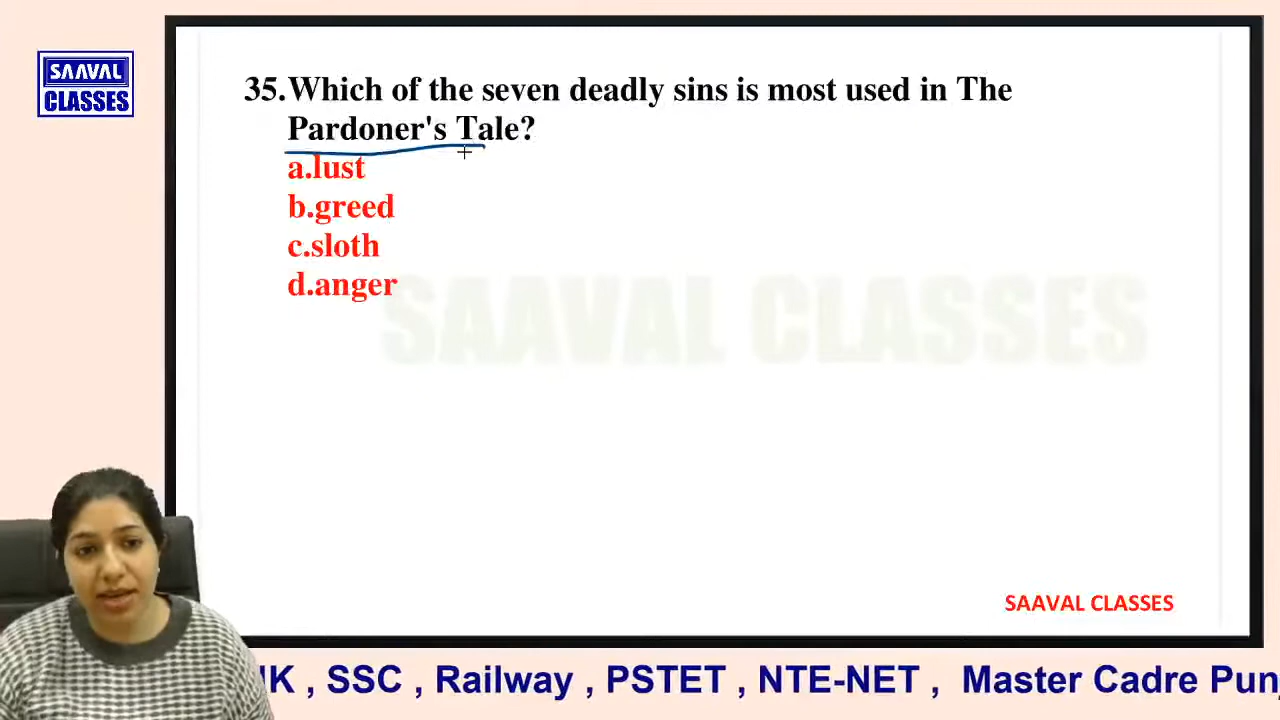 SAAVAL
CLASSES
35.Which of the seven deadly sins is most used in The
Pardoner's Tale?
a.lust
b.greed
c.sloth
d.anger
SAAVAL CLASSES
SAAVAL CLASSES
K , SSC , Railway , PSTET , NTE-NET , Master Cadre Pun